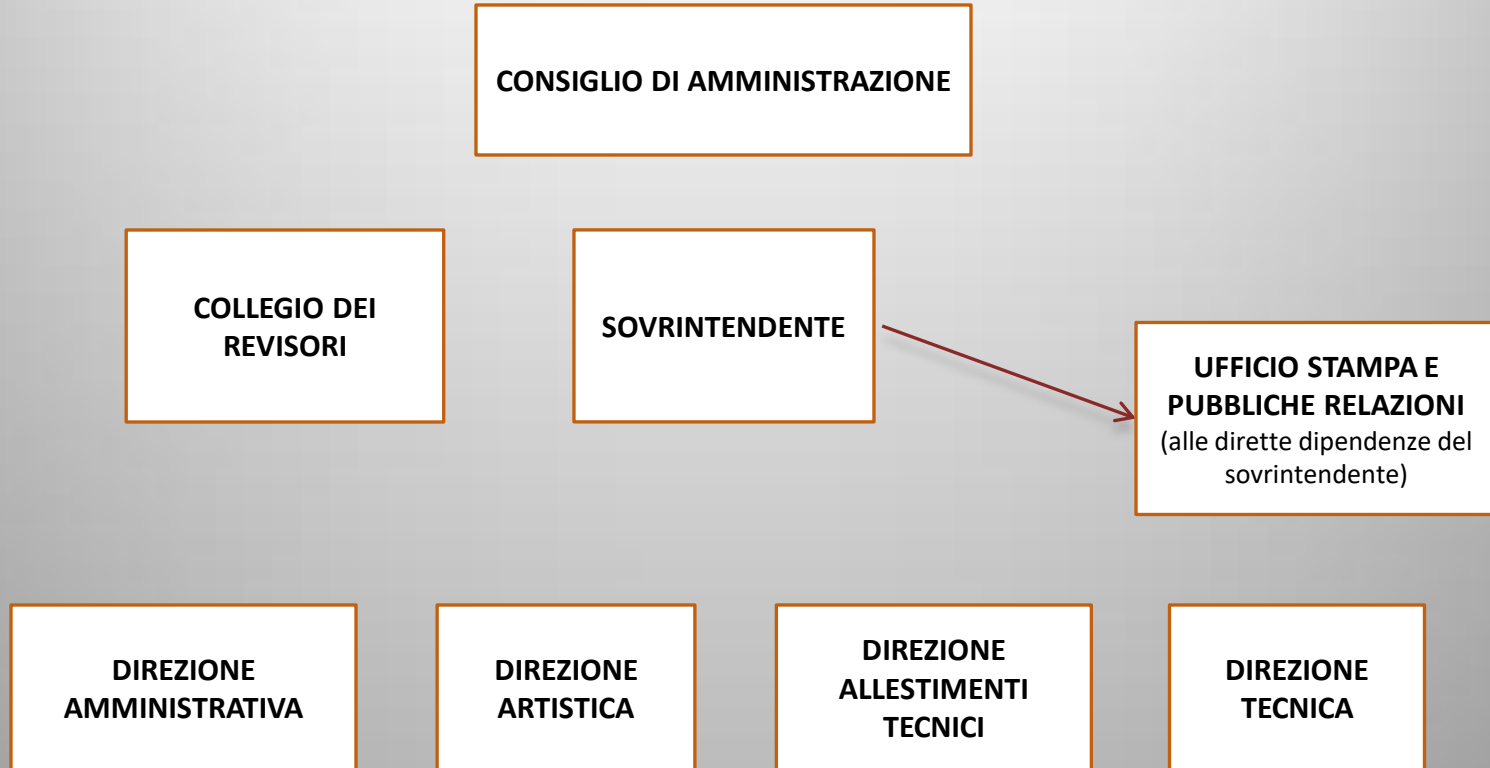 CONSIGLIO DI AMMINISTRAZIONE
COLLEGIO DEI
REVISORI
SOVRINTENDENTE
UFFICIO STAMPA E
PUBBLICHE RELAZIONI
(alle dirette dipendenze del
sovrintendente)
DIREZIONE
AMMINISTRATIVA
DIREZIONE
ARTISTICA
DIREZIONE
ALLESTIMENTI
TECNICI
DIREZIONE
TECNICA